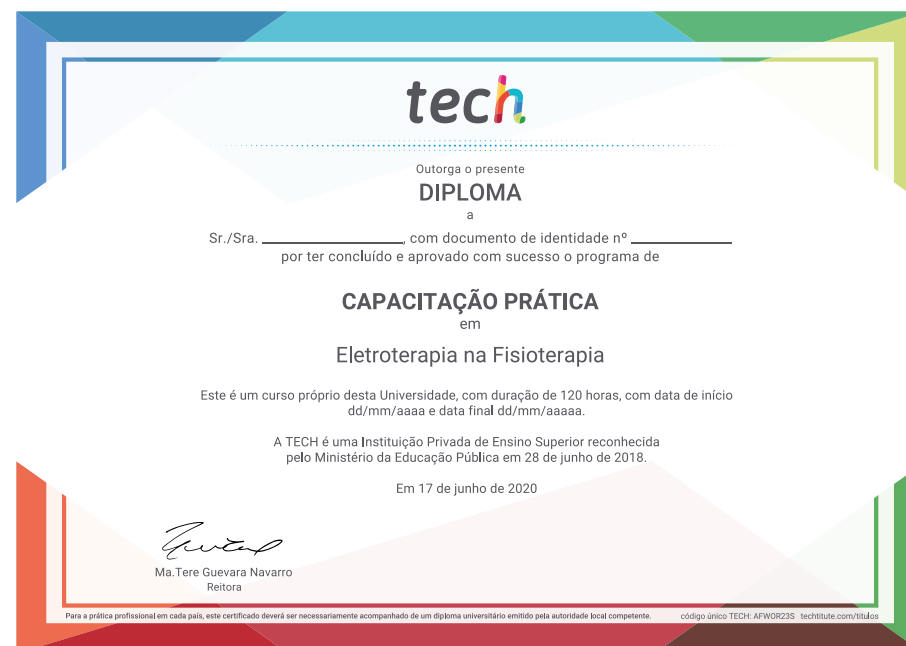 tech
Outorga o presente
DIPLOMA
a
Sr./Sra. _________________, com documento de identidade nº ____________
por ter concluído e aprovado com sucesso o programa de
CAPACITAÇÃO PRÁTICA
em
Eletroterapia na Fisioterapia
Este é um curso próprio desta Universidade, com duração de 120 horas, com data de início
dd/mm/aaaa e data final dd/mm/aaaaa.
A TECH é uma Instituição Privada de Ensino Superior reconhecida
pelo Ministério da Educação Pública em 28 de junho de 2018.
Em 17 de junho de 2020
Ma.Tere Guevara Navarro
Reitora
Para a prática profissional em cada país, este certificado deverá ser necessariamente acompanhado de um diploma universitário emitido pela autoridade local competente. código único TECH: AFWOR23S techtitute.com/titulos